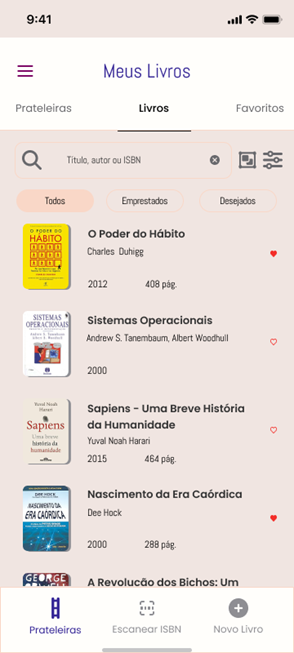 9:41
Meus Livros
Prateleiras
Livros
Favoritos
Título, autor ou ISBN
Todos
Emprestados
Desejados
O PODER DO
HÁBITO
O Poder do Hábito
Charles Duhigg
2012
408 pág.
SISTEMAS
OPERACIONAIS
Sistemas Operacionais
Andrew S. Tanembaum, Albert Woodhull
2000
Yuval Noah
Harari
Sapiens
Uma breve
história da
humanidade
Sapiens - Uma Breve História
da Humanidade
Yuval Noah Harari
2015
464 pág.
DEE HOCK
NASCIMENTO DA
ERA CAÓRDICA
Nascimento da Era Caórdica
Dee Hock
2000
288 pág.
GEORGE
A Revolução dos Bichos: Um
Prateleiras
Escanear ISBN
Novo Livro